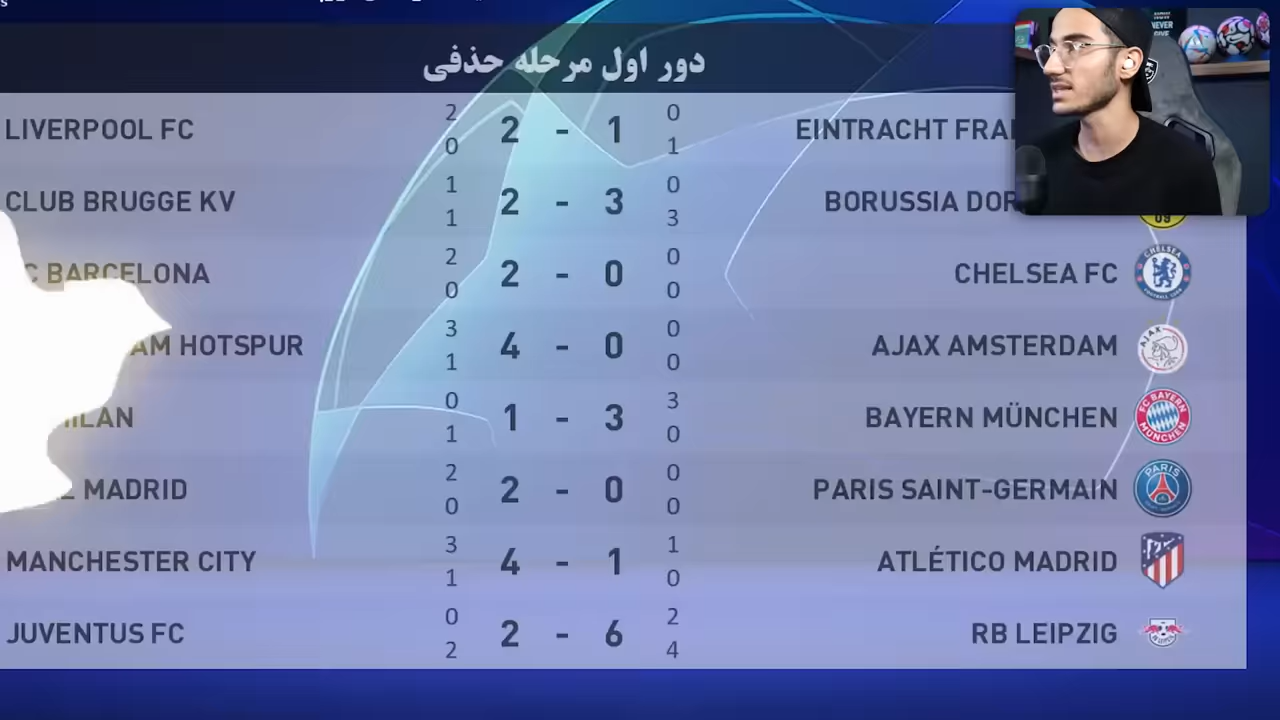 دور اول مرحله حذفی
LIVERPOOL FC 2 0 2 - 1 0 1 EINTRACHT FRA
CLUB BRUGGE KV 1 1 2 - 3 0 3 BORUSSIA DOR
C BARCELONA 2 0 2 - 0 0 0 CHELSEA FC
AM HOTSPUR 3 1 4 - 0 0 0 AJAX AMSTERDAM
MILAN 0 1 1 - 3 3 0 BAYERN MÜNCHEN
MADRID 2 0 2 - 0 0 0 PARIS SAINT-GERMAIN
MANCHESTER CITY 3 1 4 - 1 1 0 ATLÉTICO MADRID
JUVENTUS FC 0 2 2 - 6 2 4 RB LEIPZIG